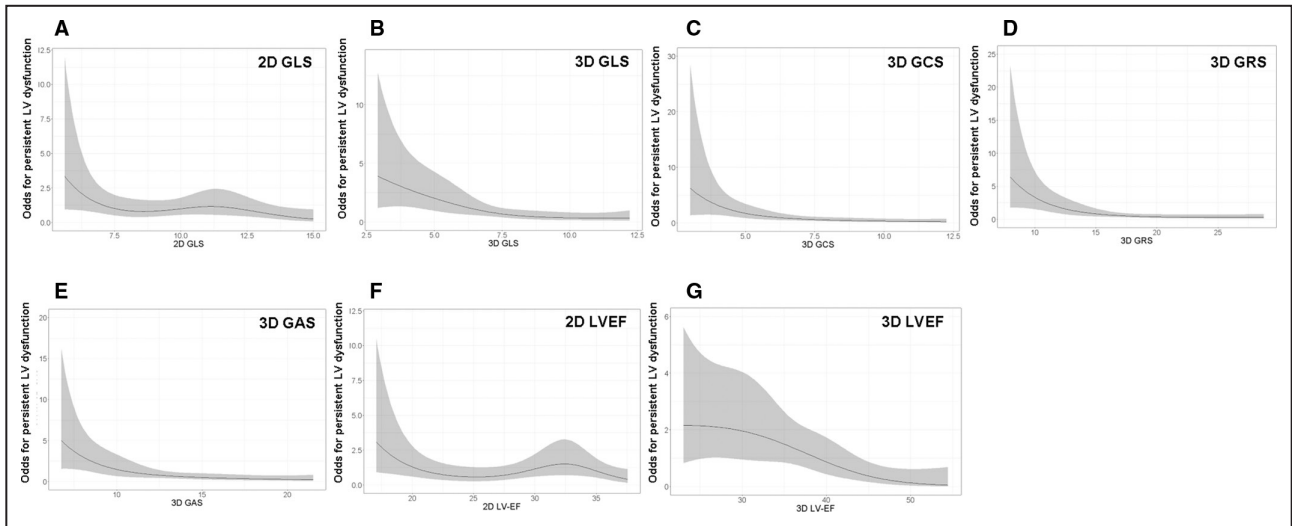 A
B
C
D
2D GLS
3D GLS
3D GCS
3D GRS
Odds for persistent LV dysfunction
12.5
10.0
7.5
5.0
2.5
0.0
7.5
10.0
12.5
15.0
2D GLS
Odds for persistent LV dysfunction
10
5
0
2.5
5.0
7.5
10.0
12.5
3D GLS
Odds for persistent LV dysfunction
30
20
10
0
5.0
7.5
10.0
12.5
3D GCS
Odds for persistent LV dysfunction
25
20
15
10
5
0
10
15
20
25
3D GRS
E
F
G
3D GAS
2D LVEF
3D LVEF
Odds for persistent LV dysfunction
20
15
10
5
0
10
15
20
3D GAS
Odds for persistent LV dysfunction
12.5
10.0
7.5
5.0
2.5
0.0
20
25
30
35
2D LV-EF
Odds for persistent LV dysfunction
6
4
2
0
30
40
50
3D LV-EF